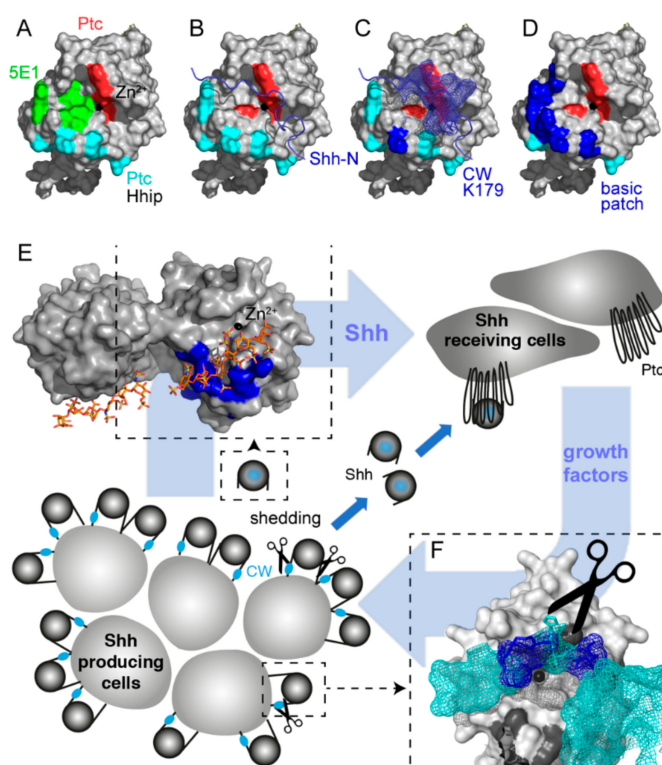 A
Ptc
5E1
Zn²⁺
Ptc
Hhip
B
Shh-N
C
CW
K179
D
basic
patch
E
Zn²⁺
Shh
Shh
receiving cells
Ptc
growth
factors
Shh
shedding
CW
Shh
producing
cells
F